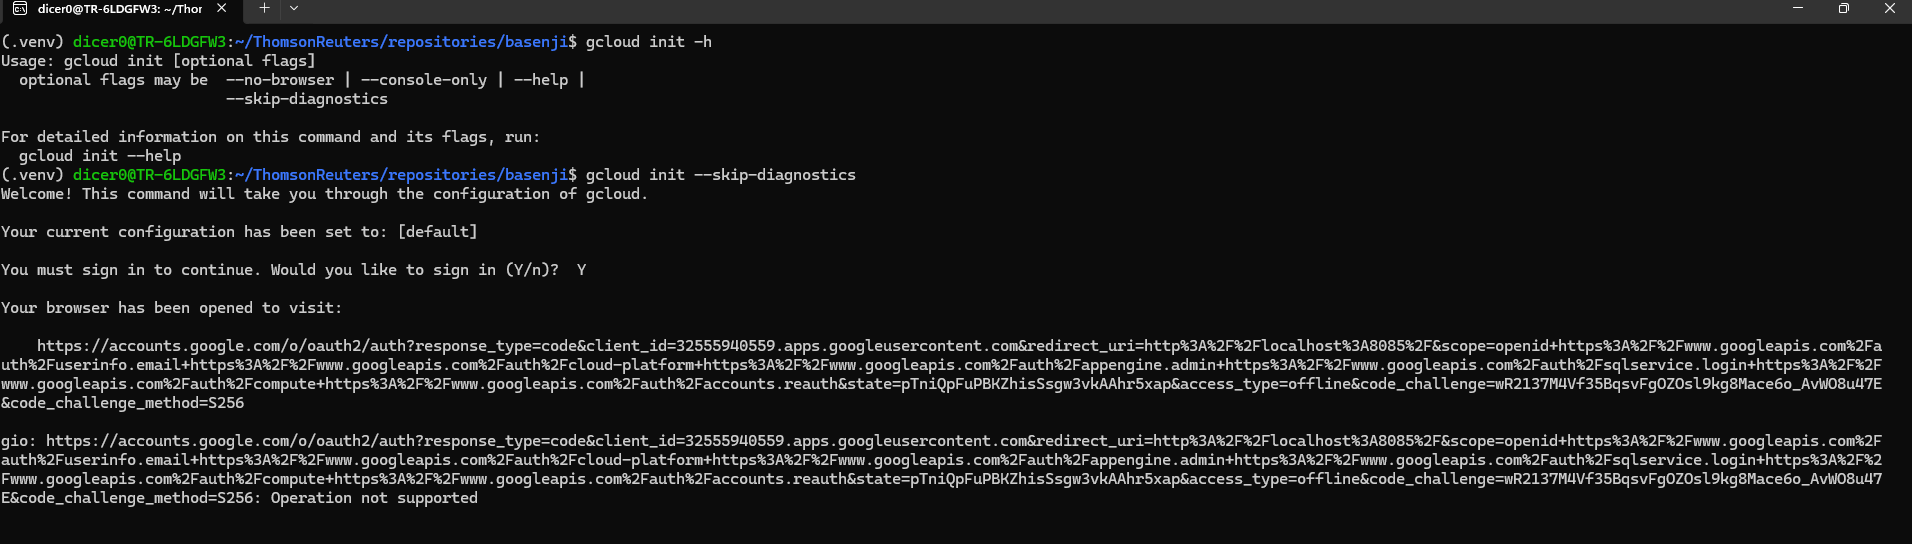 dicer0@TR-6LDGFW3: ~/Thor
(.venv) dicer0@TR-6LDGFW3:~/ThomsonReuters/repositories/basenji$ gcloud init -h
Usage: gcloud init [optional flags]
  optional flags may be  --no-browser | --console-only | --help |
                         --skip-diagnostics
For detailed information on this command and its flags, run:
  gcloud init --help
(.venv) dicer0@TR-6LDGFW3:~/ThomsonReuters/repositories/basenji$ gcloud init --skip-diagnostics
Welcome! This command will take you through the configuration of gcloud.
Your current configuration has been set to: [default]
You must sign in to continue. Would you like to sign in (Y/n)?  Y
Your browser has been opened to visit:
    https://accounts.google.com/o/oauth2/auth?response_type=code&client_id=32555940559.apps.googleusercontent.com&redirect_uri=http%3A%2F%2Flocalhost%3A8085%2F&scope=openid+https%3A%2F%2Fwww.googleapis.com%2Fa
uth%2Fuserinfo.email+https%3A%2F%2Fwww.googleapis.com%2Fauth%2Fcloud-platform+https%3A%2F%2Fwww.googleapis.com%2Fauth%2Fappengine.admin+https%3A%2F%2Fwww.googleapis.com%2Fauth%2Fsqlservice.login+https%3A%2F%2F
www.googleapis.com%2Fauth%2Fcompute+https%3A%2F%2Fwww.googleapis.com%2Fauth%2Faccounts.reauth&state=pTniQpFuPBKZhisSsgw3vkAAhr5xap&access_type=offline&code_challenge=wR2137M4Vf35BqsvFgOZOsl9kg8Mace6o_AvWO8u47E
&code_challenge_method=S256
gio: https://accounts.google.com/o/oauth2/auth?response_type=code&client_id=32555940559.apps.googleusercontent.com&redirect_uri=http%3A%2F%2Flocalhost%3A8085%2F&scope=openid+https%3A%2F%2Fwww.googleapis.com%2F
auth%2Fuserinfo.email+https%3A%2F%2Fwww.googleapis.com%2Fauth%2Fcloud-platform+https%3A%2F%2Fwww.googleapis.com%2Fauth%2Fappengine.admin+https%3A%2F%2Fwww.googleapis.com%2Fauth%2Fsqlservice.login+https%3A%2F%2
Fwww.googleapis.com%2Fauth%2Fcompute+https%3A%2F%2Fwww.googleapis.com%2Fauth%2Faccounts.reauth&state=pTniQpFuPBKZhisSsgw3vkAAhr5xap&access_type=offline&code_challenge=wR2137M4Vf35BqsvFgOZOsl9kg8Mace6o_AvWO8u47
E&code_challenge_method=S256: Operation not supported